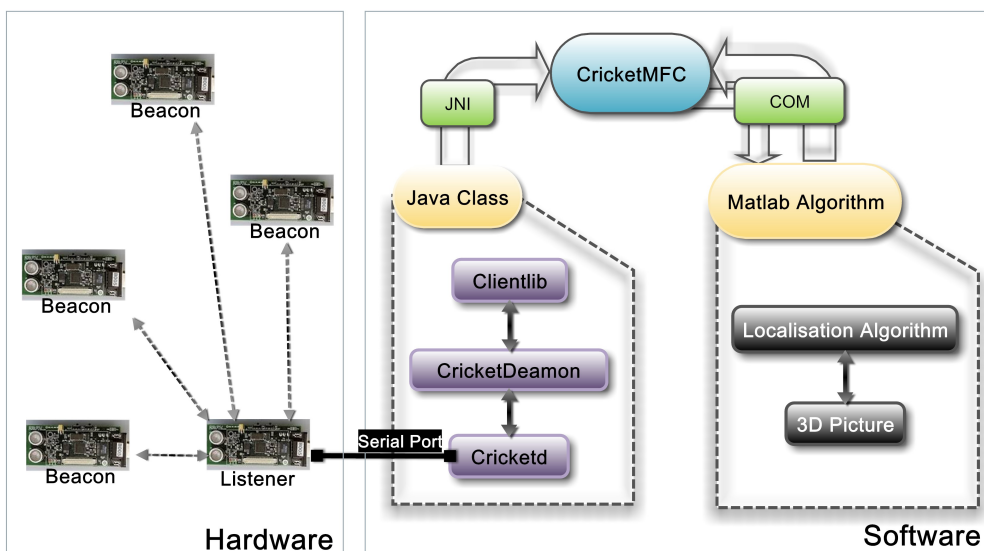 Beacon
Beacon
Beacon
Beacon
Listener
Hardware
Serial Port
CricketMFC
JNI
COM
Java Class
Matlab Algorithm
Clientlib
CricketDeamon
Cricketd
Localisation Algorithm
3D Picture
Software